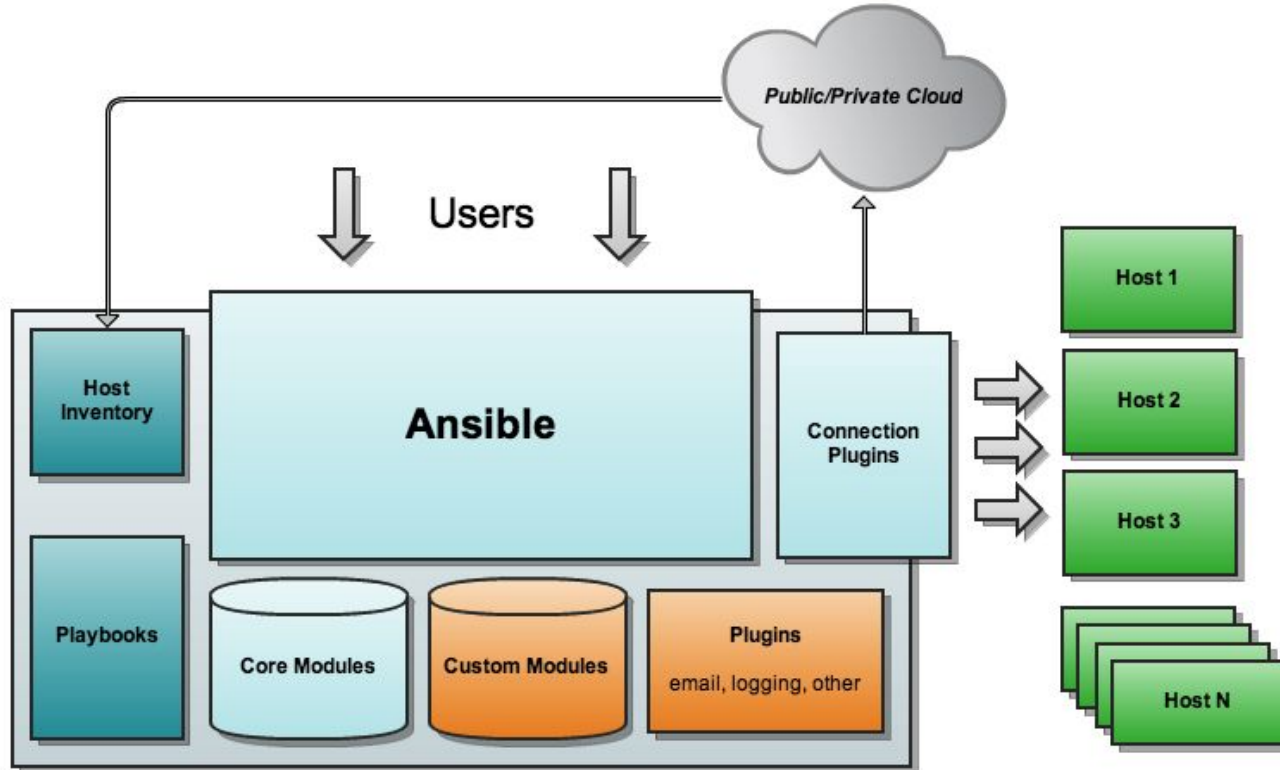 Public/Private Cloud
Users
Host 1
Host
Inventory
Ansible
Connection
Plugins
Host 2
Host 3
Playbooks
Core Modules
Custom Modules
Plugins
email, logging, other
Host N